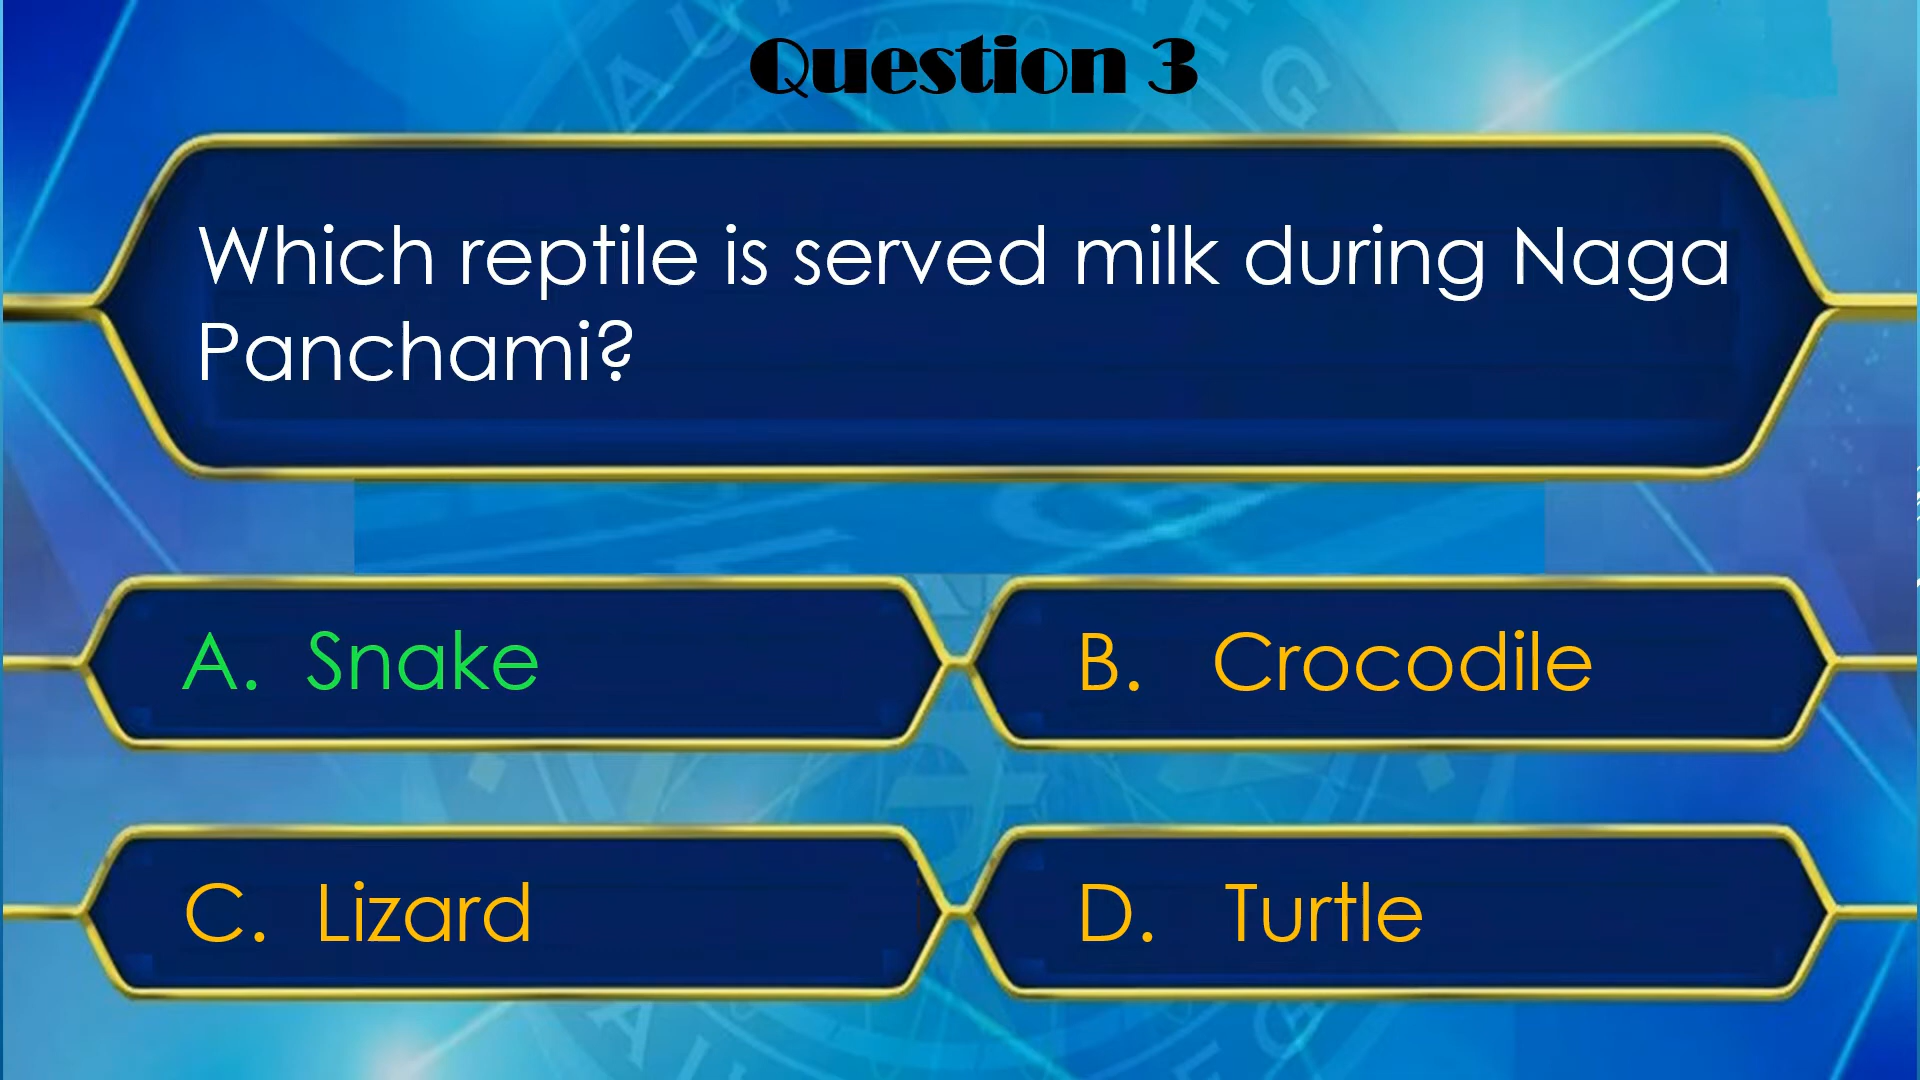 Question 3
Which reptile is served milk during Naga
Panchami?
A. Snake
B. Crocodile
C. Lizard
D. Turtle